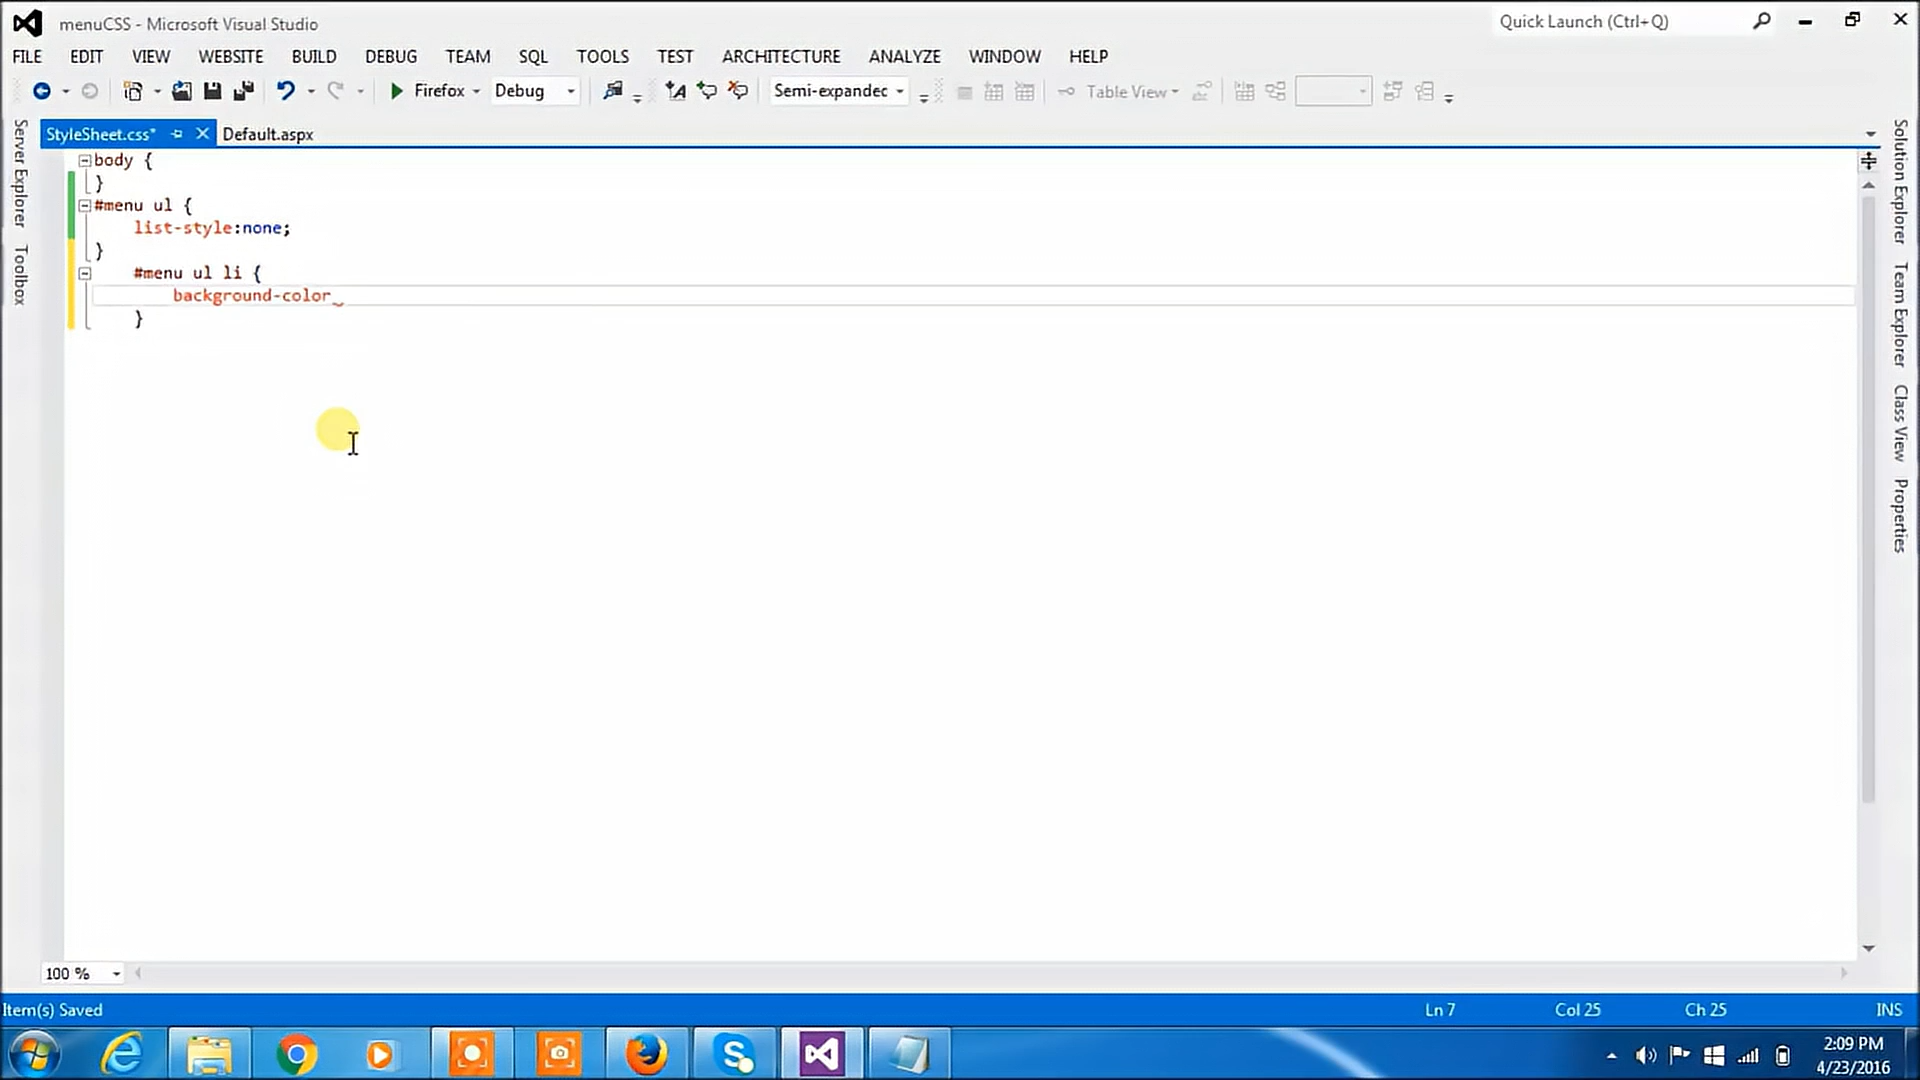 menuCSS - Microsoft Visual Studio
Quick Launch (Ctrl+Q)
FILE EDIT VIEW WEBSITE BUILD DEBUG TEAM SQL TOOLS TEST ARCHITECTURE ANALYZE WINDOW HELP
Firefox Debug Semi-expandec Table View
StyleSheet.css* Default.aspx
Server Explorer
Toolbox
body {
}
#menu ul {
list-style:none;
}
#menu ul li {
background-color
}
Solution Explorer
Team Explorer
Class View
Properties
100 %
Item(s) Saved Ln 7 Col 25 Ch 25 INS
2:09 PM
4/23/2016